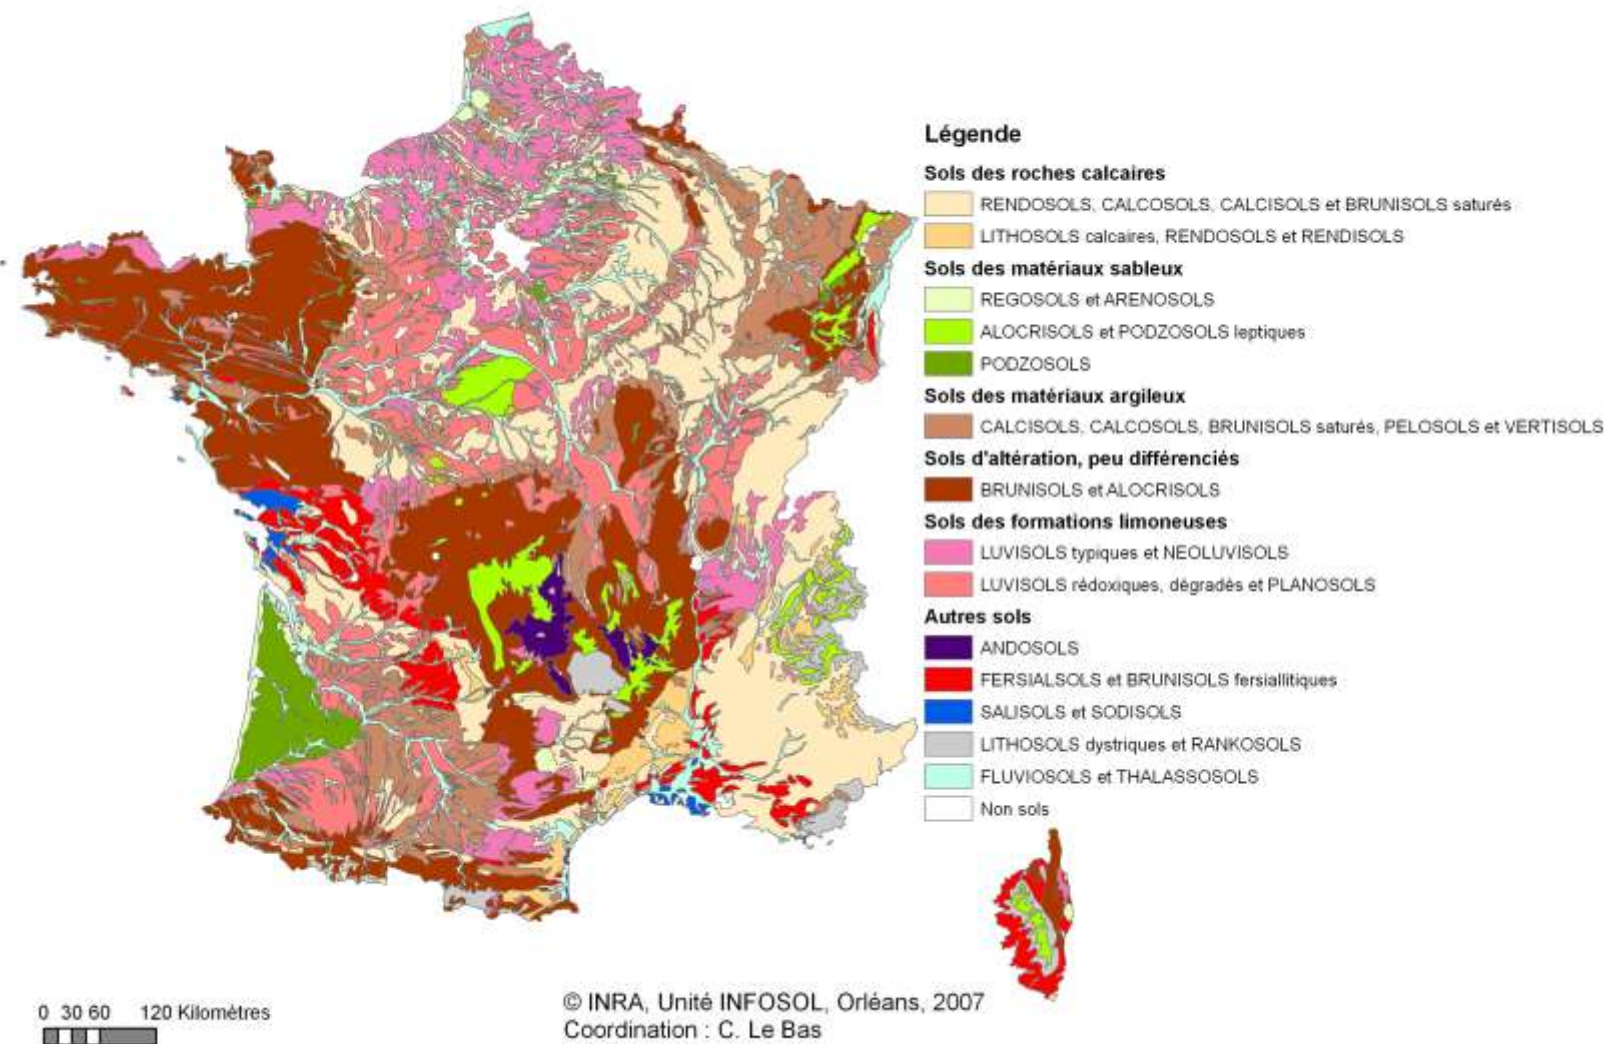 Légende
Sols des roches calcaires
RENDOSOLS, CALCOSOLS, CALCISOLS et BRUNISOLS saturés
LITHOSOLS calcaires, RENDOSOLS et RENDISOLS
Sols des matériaux sableux
REGOSOLS et ARENOSOLS
ALOCRISOLS et PODZOSOLS leptiques
PODZOSOLS
Sols des matériaux argileux
CALCISOLS, CALCOSOLS, BRUNISOLS saturés, PELOSOLS et VERTISOLS
Sols d'altération, peu différenciés
BRUNISOLS et ALOCRISOLS
Sols des formations limoneuses
LUVISOLS typiques et NEOLUVISOLS
LUVISOLS rédoxiques, dégradés et PLANOSOLS
Autres sols
ANDOSOLS
FERSIALSOLS et BRUNISOLS fersiallitiques
SALISOLS et SODISOLS
LITHOSOLS dystriques et RANKOSOLS
FLUVIOSOLS et THALASSOSOLS
Non sols
0 30 60 120 Kilomètres
© INRA, Unité INFOSOL, Orléans, 2007
Coordination : C. Le Bas